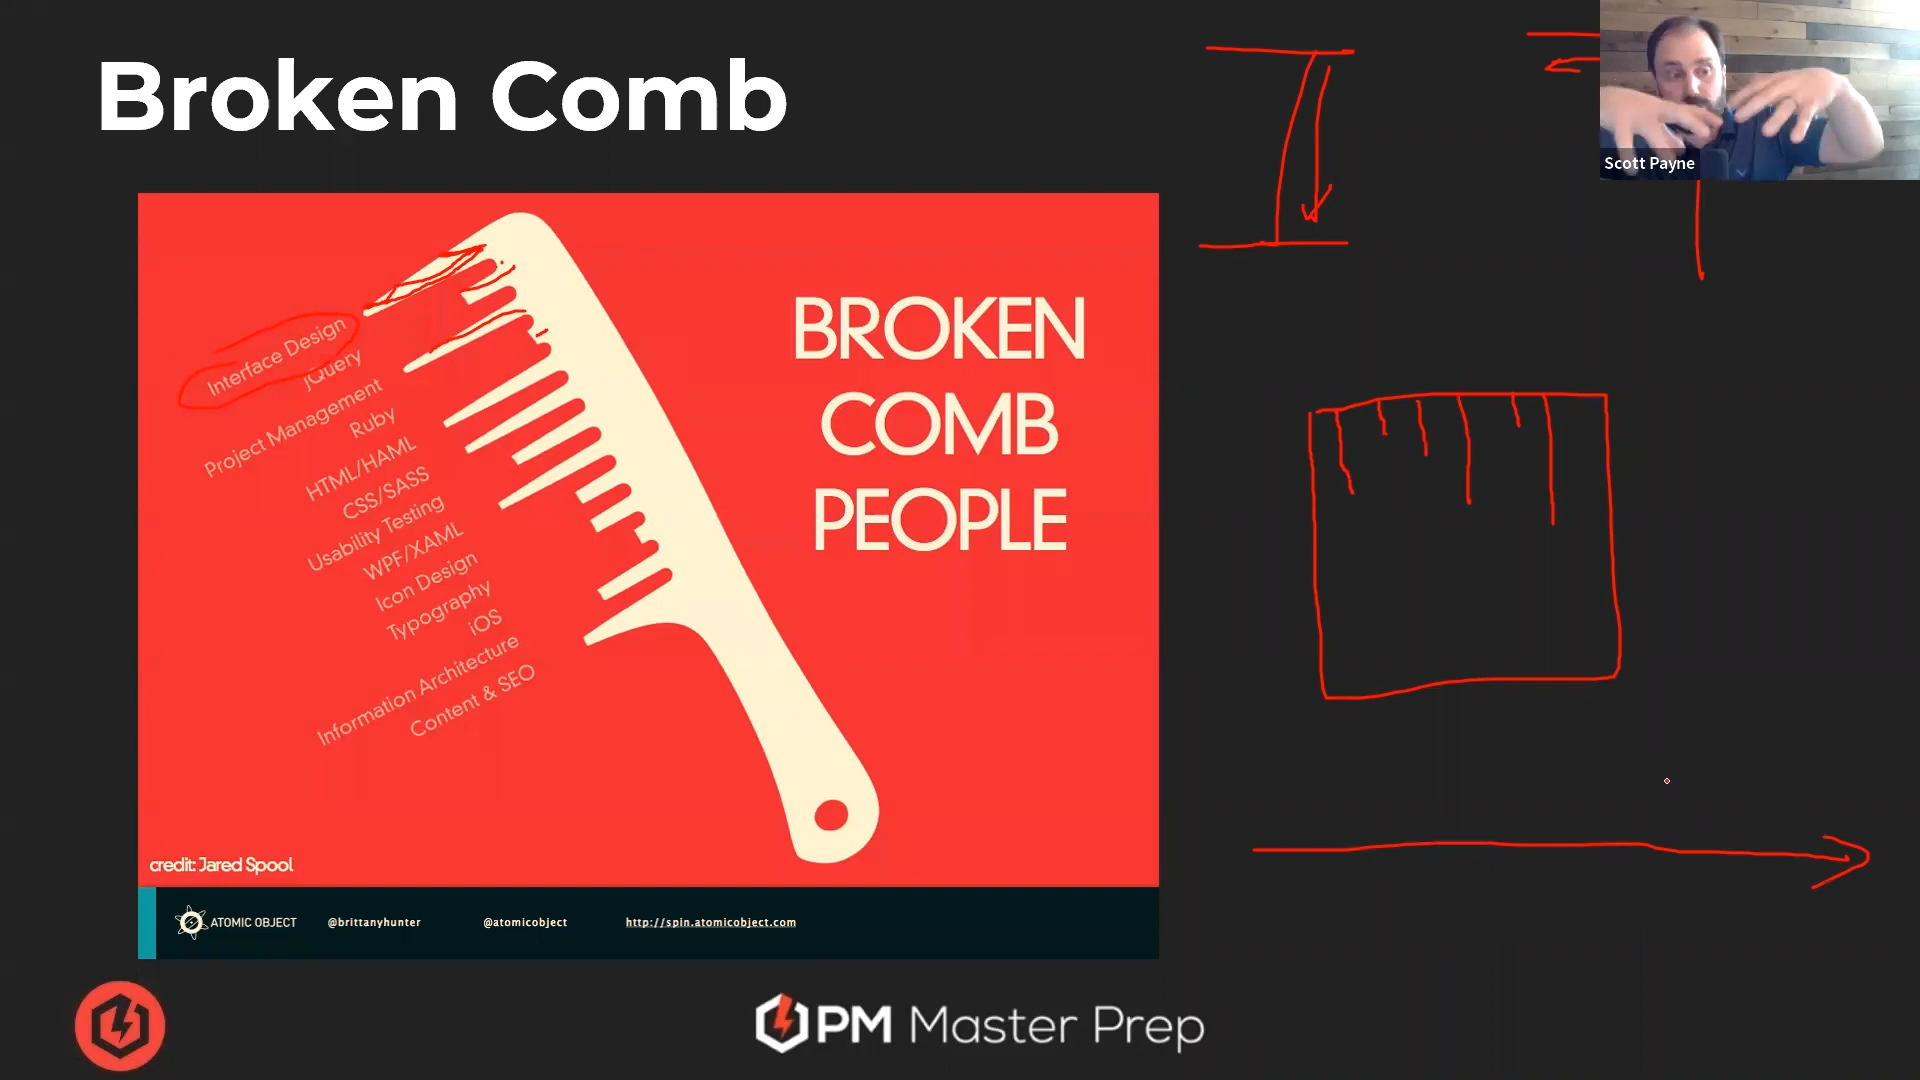 Broken Comb
Scott Payne
BROKEN
COMB
PEOPLE
Interface Design
jQuery
Project Management
Ruby
HTML/HAML
CSS/SASS
Usability Testing
WPF/XAML
Icon Design
Typography
iOS
Information Architecture
Content & SEO
credit: Jared Spool
ATOMIC OBJECT @brittanyhunter @atomicobject http://spin.atomicobject.com
PM Master Prep